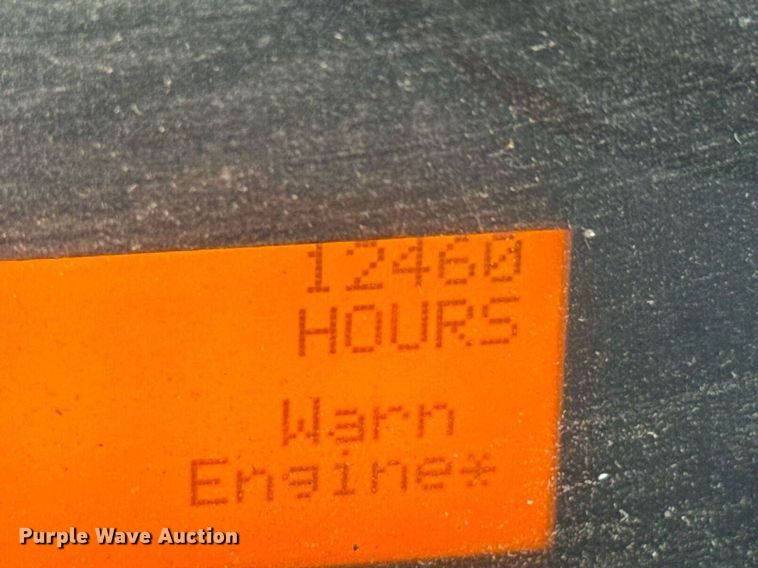 12460
HOURS
Warn
Engine*
Purple Wave Auction